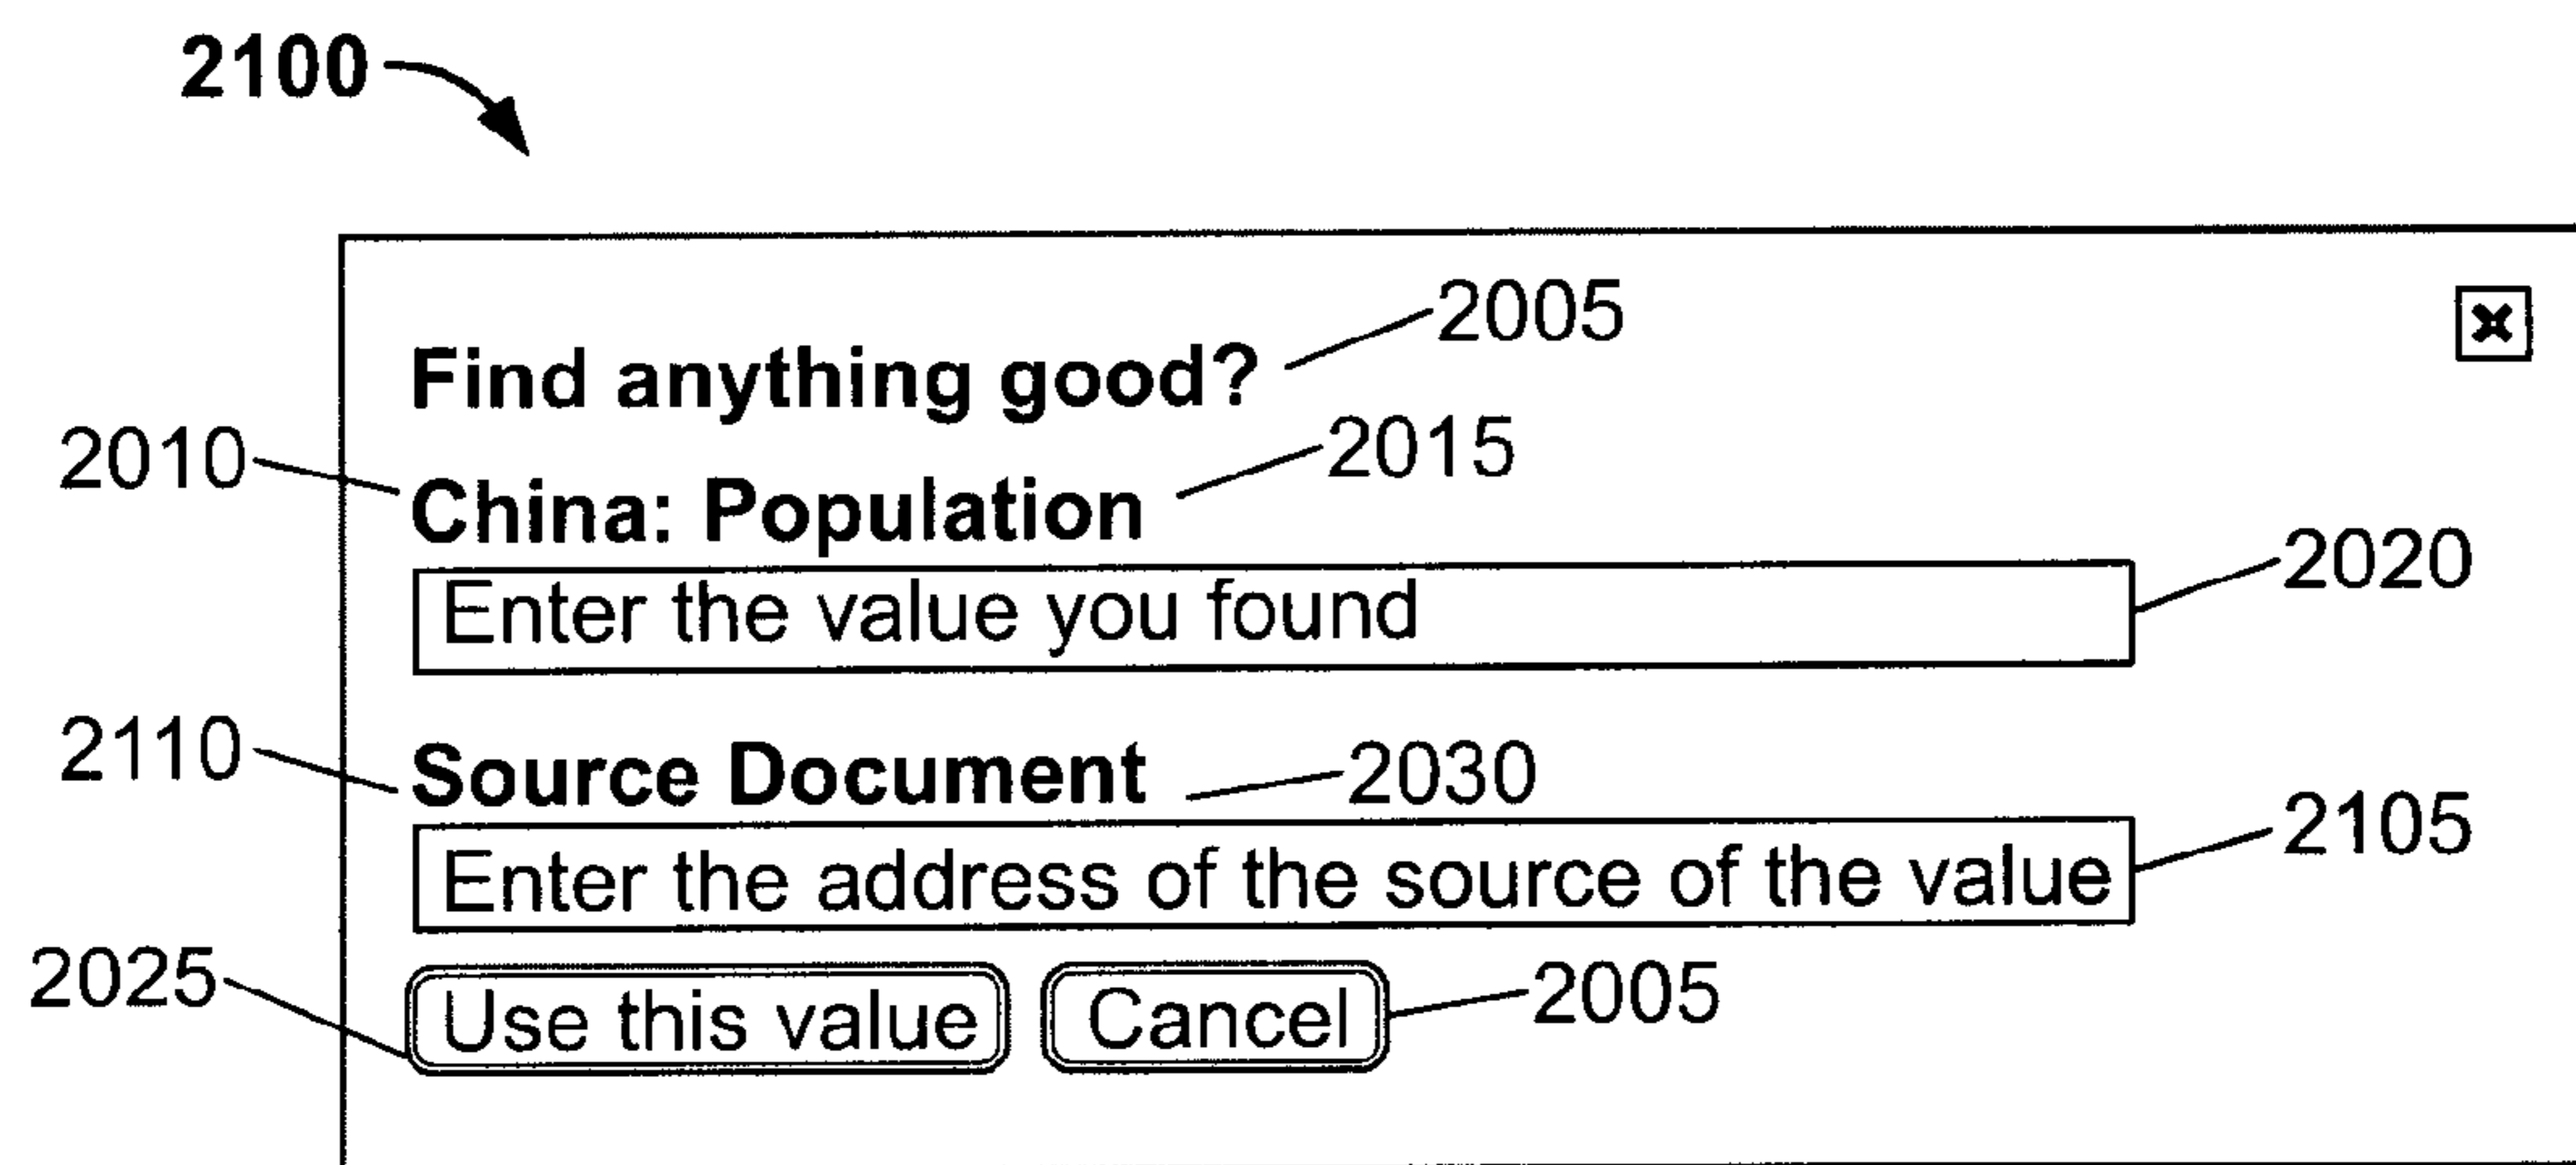 2100
Find anything good? 2005
2010 China: Population 2015
Enter the value you found 2020
2110 Source Document 2030
Enter the address of the source of the value 2105
2025 Use this value Cancel 2005